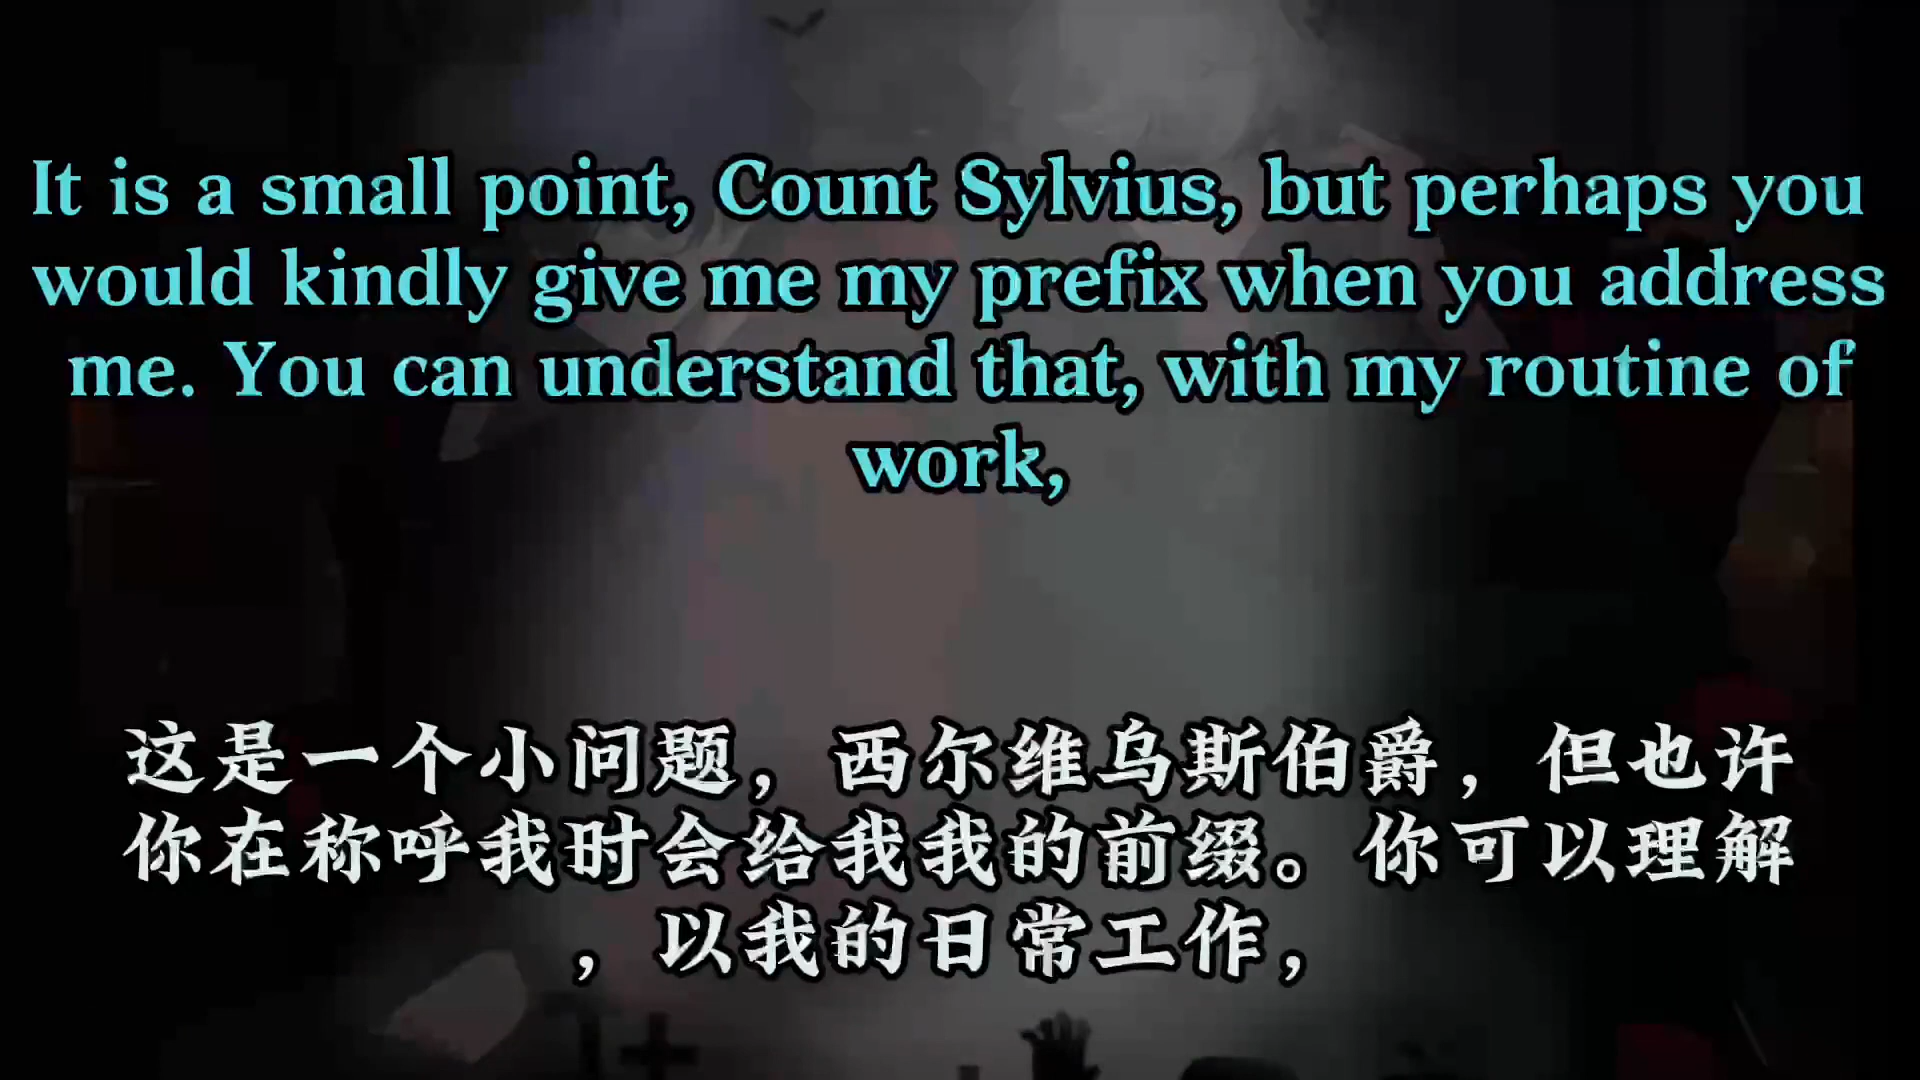 It is a small point, Count Sylvius, but perhaps you
would kindly give me my prefix when you address
me. You can understand that, with my routine of
work,
这是一个小问题，西尔维乌斯伯爵，但也许
你在称呼我时会给我我的前缀。你可以理解
，以我的日常工作，